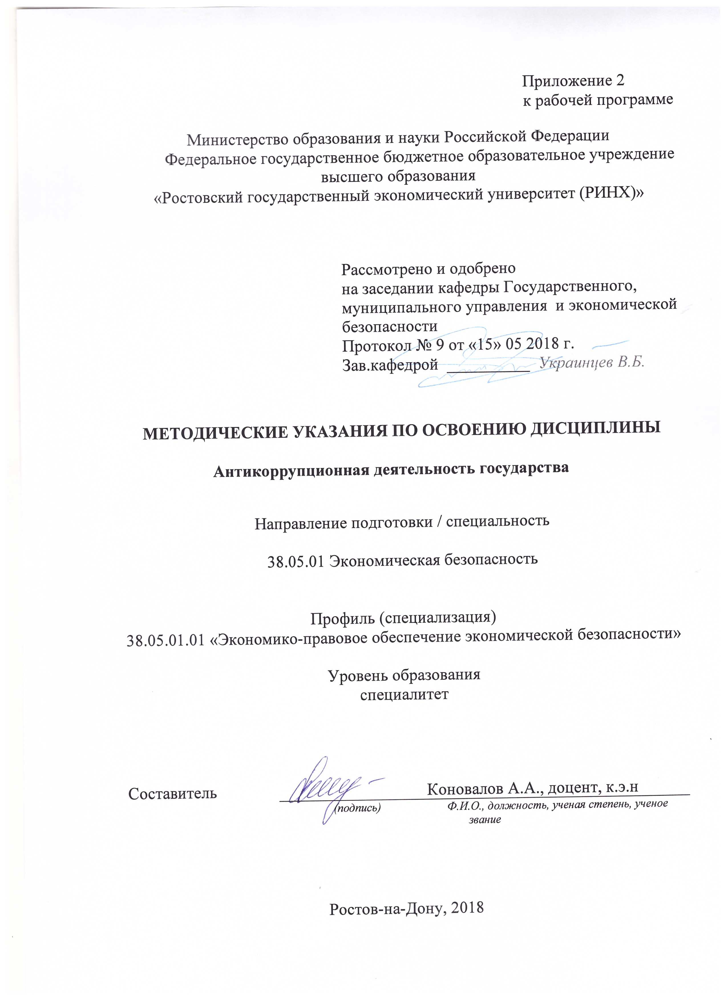 Приложение 2
к рабочей программе
Министерство образования и науки Российской Федерации
Федеральное государственное бюджетное образовательное учреждение
высшего образования
«Ростовский государственный экономический университет (РИНХ)»
Рассмотрено и одобрено
на заседании кафедры Государственного,
муниципального управления и экономической
безопасности
Протокол № 9 от «15» 05 2018 г.
Зав.кафедрой __________ Украинцев В.Б.
МЕТОДИЧЕСКИЕ УКАЗАНИЯ ПО ОСВОЕНИЮ ДИСЦИПЛИНЫ
Антикоррупционная деятельность государства
Направление подготовки / специальность
38.05.01 Экономическая безопасность
Профиль (специализация)
38.05.01.01 «Экономико-правовое обеспечение экономической безопасности»
Уровень образования
специалитет
Составитель Коновалов А.А., доцент, к.э.н
(подпись) Ф.И.О., должность, ученая степень, ученое
звание
Ростов-на-Дону, 2018